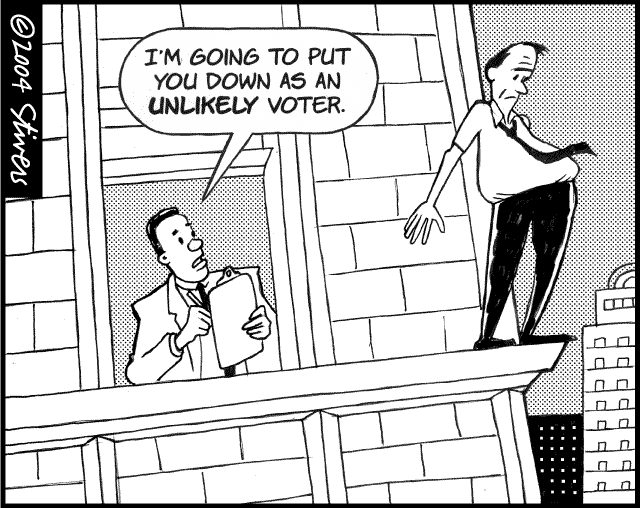 ©2004 Stivers
I'M GOING TO PUT
YOU DOWN AS AN
UNLIKELY VOTER.